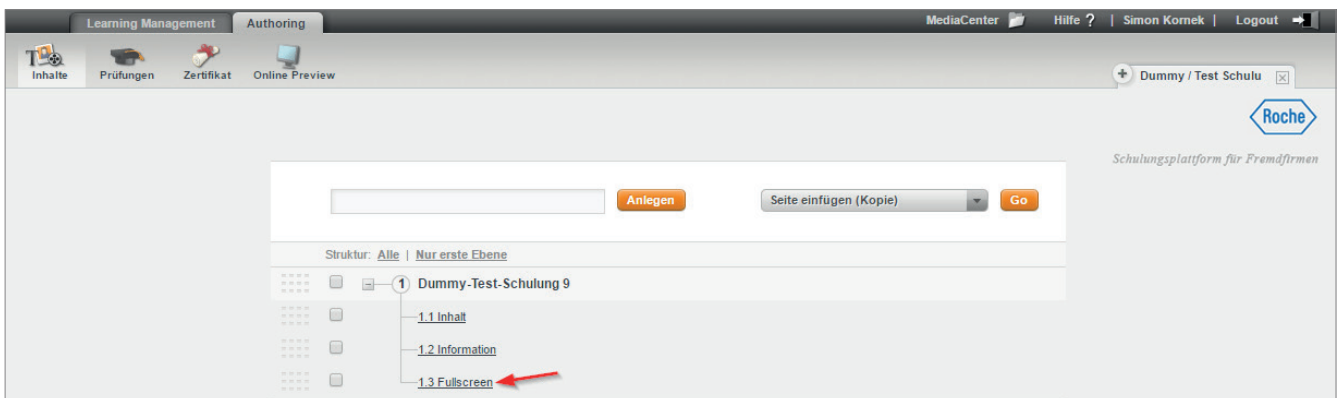 Learning Management Authoring MediaCenter Hilfe ? | Simon Kornek | Logout
Inhalte Prüfungen Zertifikat Online Preview
+ Dummy / Test Schulu x
Roche
Schulungsplattform für Fremdfirmen
Anlegen Seite einfügen (Kopie) Go
Struktur: Alle | Nur erste Ebene
1 Dummy-Test-Schulung 9
1.1 Inhalt
1.2 Information
1.3 Fullscreen